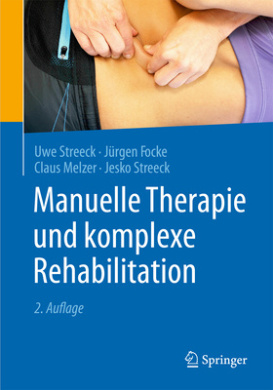 Uwe Streeck · Jürgen Focke
Claus Melzer · Jesko Streeck
Manuelle Therapie
und komplexe
Rehabilitation
2. Auflage
Springer